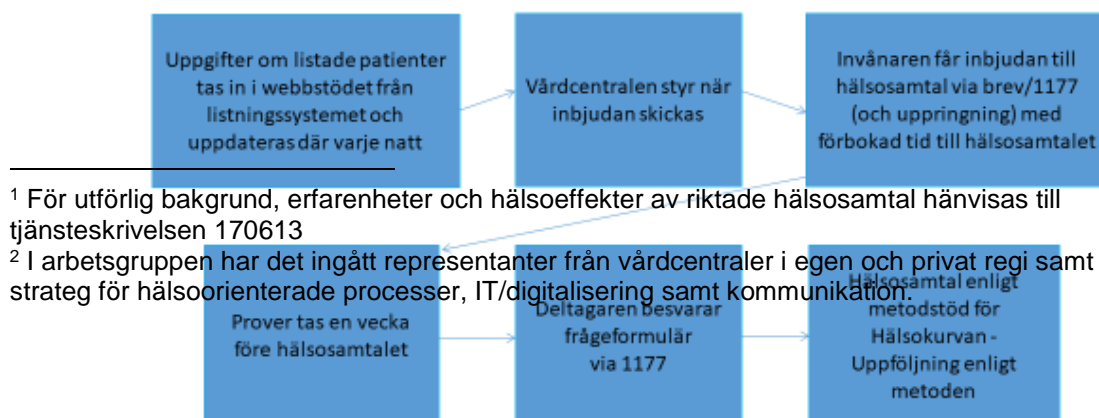 Uppgifter om listade patienter
tas in i webbstödet från
listningssystemet och
uppdateras där varje natt
Vårdcentralen styr när
inbjudan skickas
Invånaren får inbjudan till
hälsosamtal via brev/1177
(och uppringning) med
förbokad tid till hälsosamtalet
¹ För utförlig bakgrund, erfarenheter och hälsoeffekter av riktade hälsosamtal hänvisas till
tjänsteskrivelsen 170613
² I arbetsgruppen har det ingått representanter från vårdcentraler i egen och privat regi samt
strateg för hälsoorienterade processer, IT/digitalisering samt kommunikation.
Prover tas en vecka
före hälsosamtalet
Deltagaren besvarar
frågeformulär
via 1177
Hälsosamtal enligt
metodstöd för
Hälsokurvan -
Uppföljning enligt
metoden